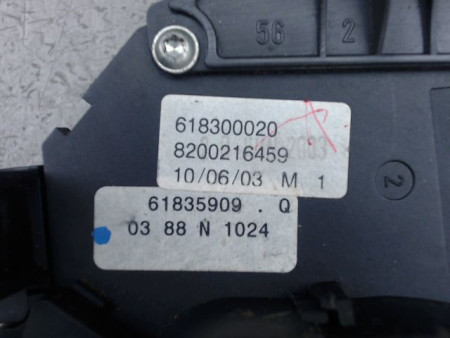 56 2
618300020
8200216459
10/06/03 M 1
2
61835909 . Q
03 88 N 1024